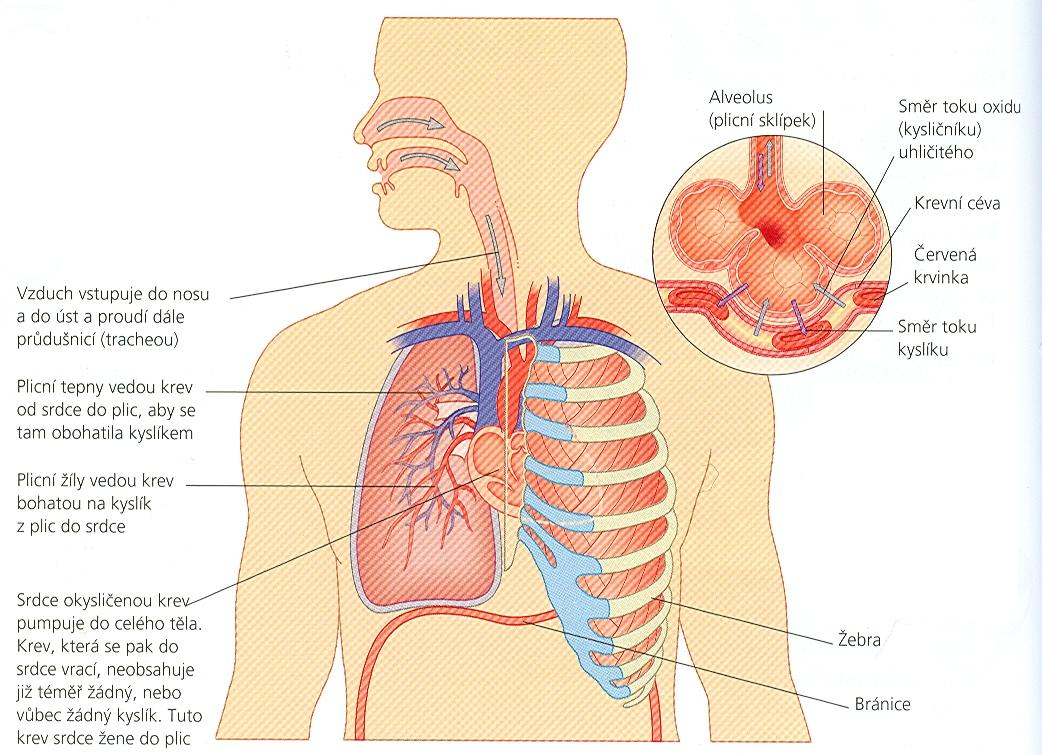 Alveolus
(plicní sklípek)
Směr toku oxidu
(kysličníku)
uhličitého
Krevní céva
Červená
krvinka
Směr toku
kyslíku
Vzduch vstupuje do nosu
a do úst a proudí dále
průdušnicí (tracheou)
Plicní tepny vedou krev
od srdce do plic, aby se
tam obohatila kyslíkem
Plicní žíly vedou krev
bohatou na kyslík
z plic do srdce
Srdce okysličenou krev
pumpuje do celého těla.
Krev, která se pak do
srdce vrací, neobsahuje
již téměř žádný, nebo
vůbec žádný kyslík. Tuto
krev srdce žene do plic
Žebra
Bránice